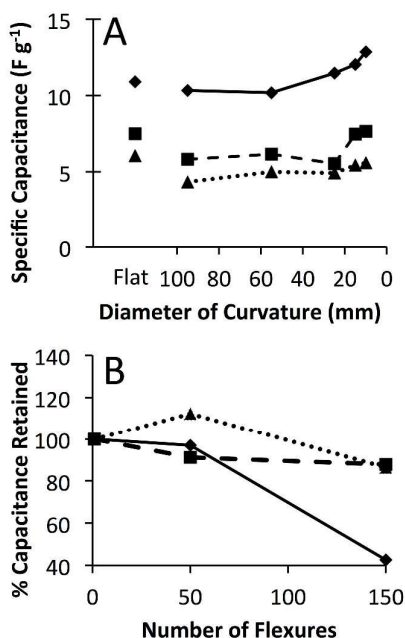 A
Specific Capacitance (F g⁻¹)
15
10
5
0
Flat 100 80 60 40 20 0
Diameter of Curvature (mm)
B
% Capacitance Retained
140
120
100
80
60
40
0 50 100 150
Number of Flexures